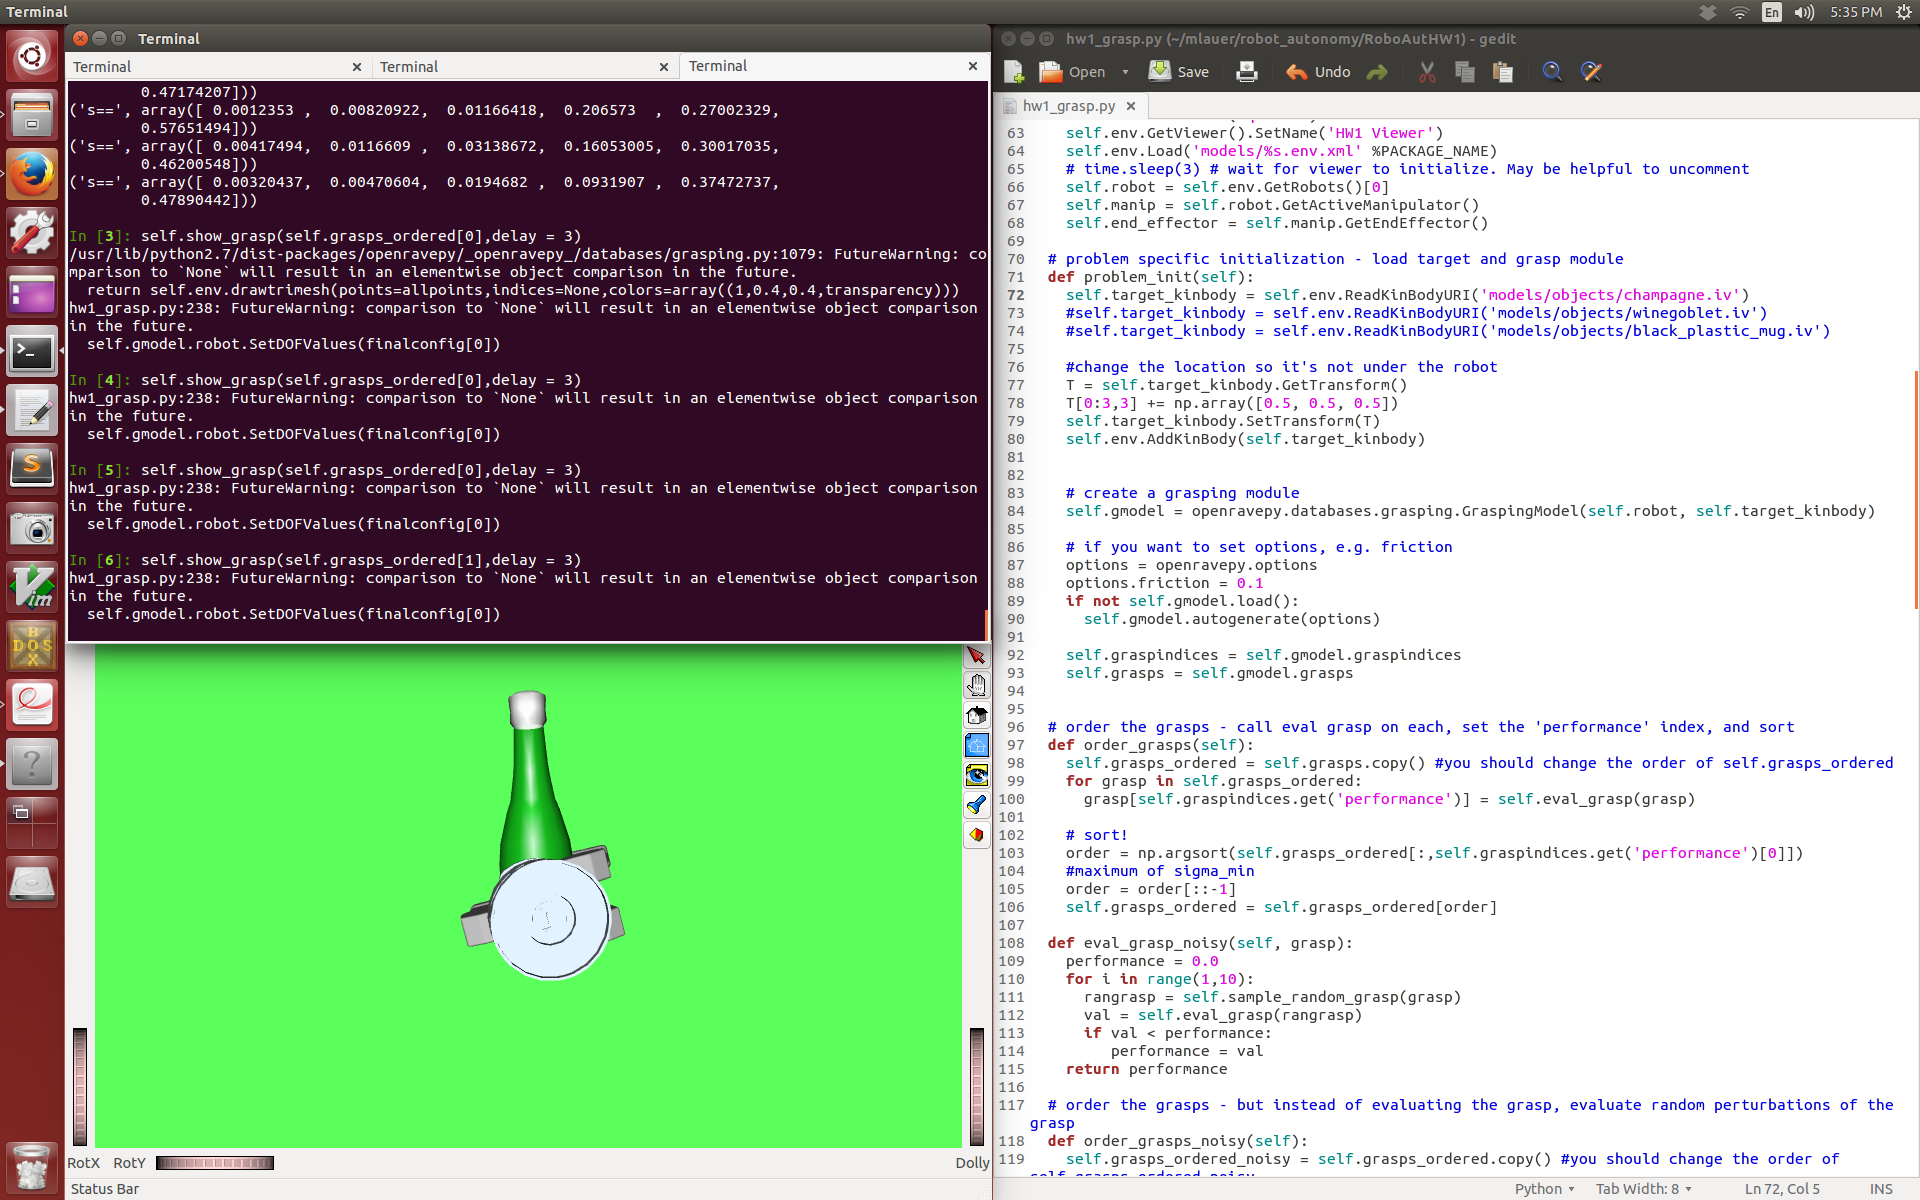 Terminal
En
5:35 PM
Terminal
Terminal
Terminal
Terminal
        0.47174207]))
('s==', array([ 0.0012353 ,  0.00820922,  0.01166418,  0.206573  ,  0.27002329,
        0.57651494]))
('s==', array([ 0.00417494,  0.0116609 ,  0.03138672,  0.16053005,  0.30017035,
        0.46200548]))
('s==', array([ 0.00320437,  0.00470604,  0.0194682 ,  0.0931907 ,  0.37472737,
        0.47890442]))
In [3]: self.show_grasp(self.grasps_ordered[0],delay = 3)
/usr/lib/python2.7/dist-packages/openravepy/_openravepy_/databases/grasping.py:1079: FutureWarning: co
mparison to `None` will result in an elementwise object comparison in the future.
  return self.env.drawtrimesh(points=allpoints,indices=None,colors=array((1,0.4,0.4,transparency)))
hw1_grasp.py:238: FutureWarning: comparison to `None` will result in an elementwise object comparison
in the future.
  self.gmodel.robot.SetDOFValues(finalconfig[0])
In [4]: self.show_grasp(self.grasps_ordered[0],delay = 3)
hw1_grasp.py:238: FutureWarning: comparison to `None` will result in an elementwise object comparison
in the future.
  self.gmodel.robot.SetDOFValues(finalconfig[0])
In [5]: self.show_grasp(self.grasps_ordered[0],delay = 3)
hw1_grasp.py:238: FutureWarning: comparison to `None` will result in an elementwise object comparison
in the future.
  self.gmodel.robot.SetDOFValues(finalconfig[0])
In [6]: self.show_grasp(self.grasps_ordered[1],delay = 3)
hw1_grasp.py:238: FutureWarning: comparison to `None` will result in an elementwise object comparison
in the future.
  self.gmodel.robot.SetDOFValues(finalconfig[0])
RotX RotY
Dolly
Status Bar
hw1_grasp.py (~/mlauer/robot_autonomy/RoboAutHW1) - gedit
Open Save Undo
hw1_grasp.py
63 self.env.GetViewer().SetName('HW1 Viewer')
64 self.env.Load('models/%s.env.xml' %PACKAGE_NAME)
65 # time.sleep(3) # wait for viewer to initialize. May be helpful to uncomment
66 self.robot = self.env.GetRobots()[0]
67 self.manip = self.robot.GetActiveManipulator()
68 self.end_effector = self.manip.GetEndEffector()
69
70 # problem specific initialization - load target and grasp module
71 def problem_init(self):
72 self.target_kinbody = self.env.ReadKinBodyURI('models/objects/champagne.iv')
73 #self.target_kinbody = self.env.ReadKinBodyURI('models/objects/winegoblet.iv')
74 #self.target_kinbody = self.env.ReadKinBodyURI('models/objects/black_plastic_mug.iv')
75
76 #change the location so it's not under the robot
77 T = self.target_kinbody.GetTransform()
78 T[0:3,3] += np.array([0.5, 0.5, 0.5])
79 self.target_kinbody.SetTransform(T)
80 self.env.AddKinBody(self.target_kinbody)
81
82
83 # create a grasping module
84 self.gmodel = openravepy.databases.grasping.GraspingModel(self.robot, self.target_kinbody)
85
86 # if you want to set options, e.g. friction
87 options = openravepy.options
88 options.friction = 0.1
89 if not self.gmodel.load():
90 self.gmodel.autogenerate(options)
91
92 self.graspindices = self.gmodel.graspindices
93 self.grasps = self.gmodel.grasps
94
95
96 # order the grasps - call eval grasp on each, set the 'performance' index, and sort
97 def order_grasps(self):
98 self.grasps_ordered = self.grasps.copy() #you should change the order of self.grasps_ordered
99 for grasp in self.grasps_ordered:
100 grasp[self.graspindices.get('performance')] = self.eval_grasp(grasp)
101
102 # sort!
103 order = np.argsort(self.grasps_ordered[:,self.graspindices.get('performance')[0]])
104 #maximum of sigma_min
105 order = order[::-1]
106 self.grasps_ordered = self.grasps_ordered[order]
107
108 def eval_grasp_noisy(self, grasp):
109 performance = 0.0
110 for i in range(1,10):
111 rangrasp = self.sample_random_grasp(grasp)
112 val = self.eval_grasp(rangrasp)
113 if val < performance:
114 performance = val
115 return performance
116
117 # order the grasps - but instead of evaluating the grasp, evaluate random perturbations of the
grasp
118 def order_grasps_noisy(self):
119 self.grasps_ordered_noisy = self.grasps_ordered.copy() #you should change the order of
self.grasps_ordered_noisy
Python Tab Width: 8 Ln 72, Col 5 INS